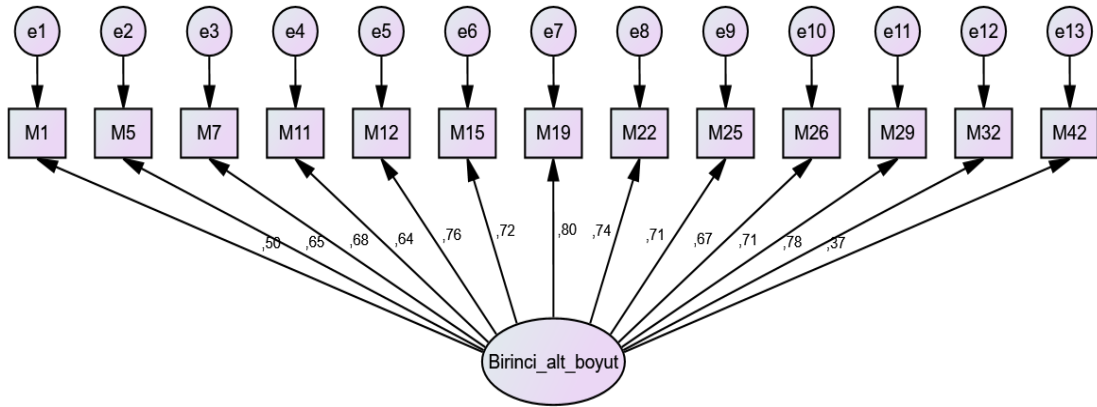 e1 e2 e3 e4 e5 e6 e7 e8 e9 e10 e11 e12 e13
M1 M5 M7 M11 M12 M15 M19 M22 M25 M26 M29 M32 M42
,50 ,65 ,68 ,64 ,76 ,72 ,80 ,74 ,71 ,67 ,71 ,78 ,37
Birinci_alt_boyut